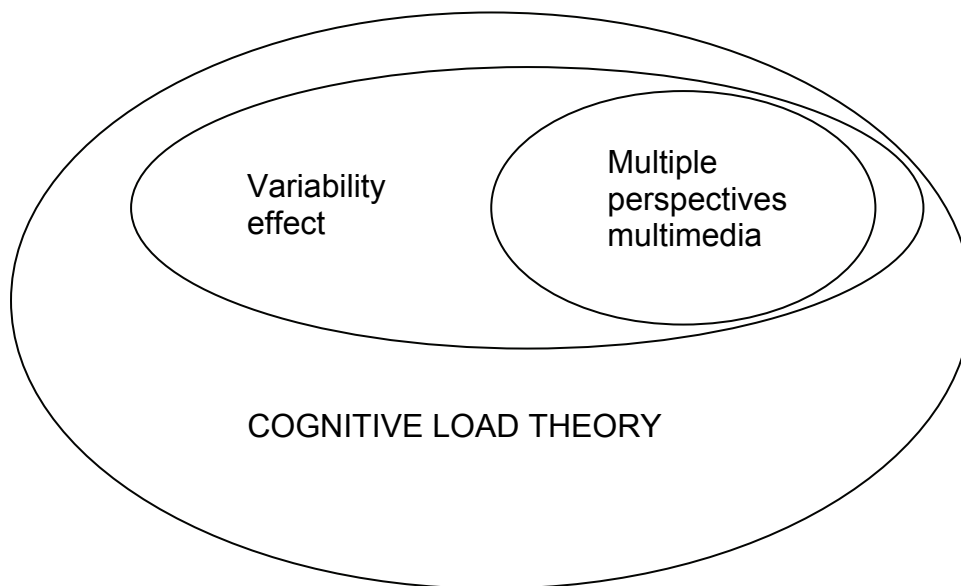 Variability
effect
Multiple
perspectives
multimedia
COGNITIVE LOAD THEORY